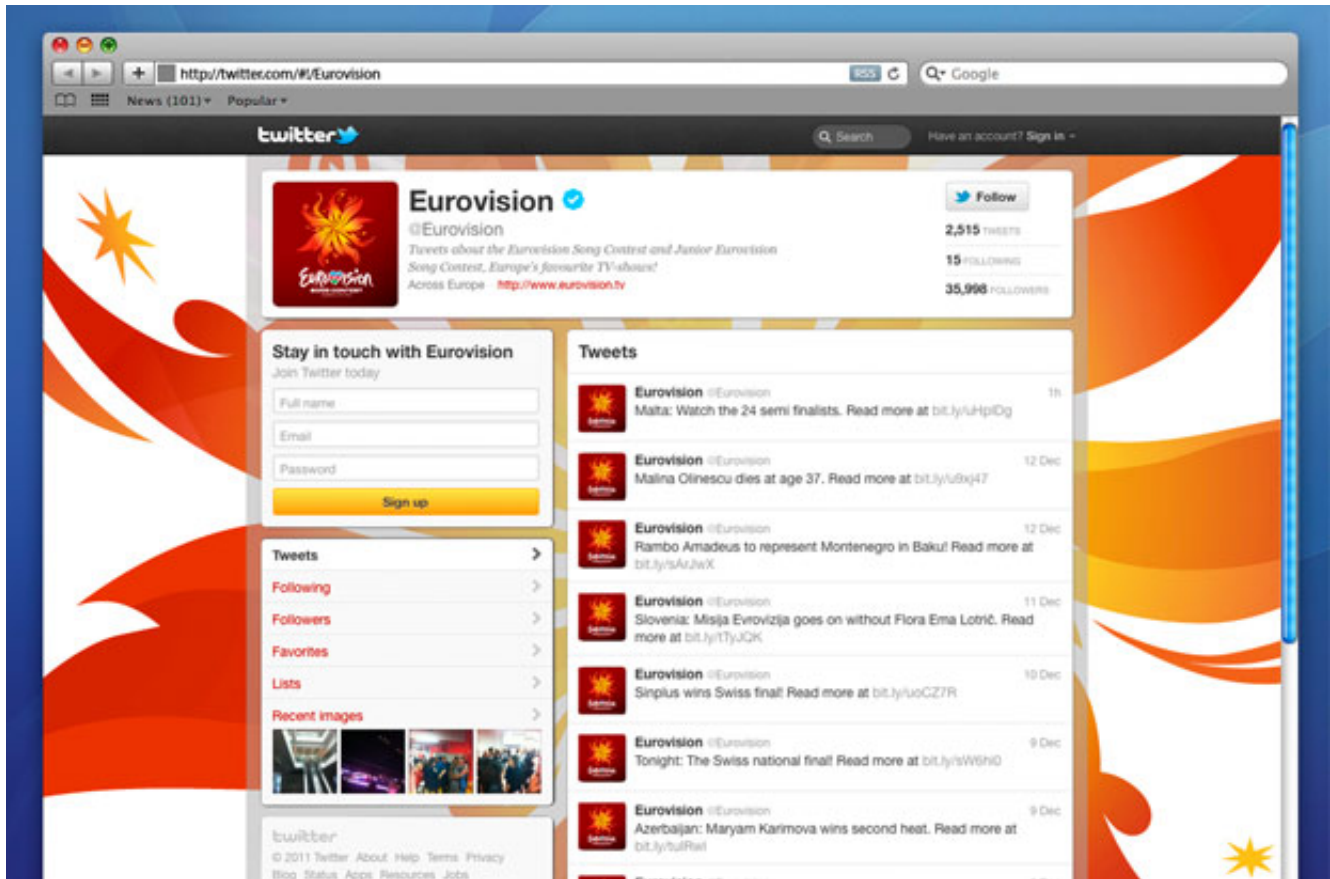 http://twitter.com/#!/Eurovision
RSS
Google
News (101)
Popular
twitter
Search
Have an account? Sign in
Eurovision
@Eurovision
Tweets about the Eurovision Song Contest and Junior Eurovision
Song Contest, Europe's favourite TV-shows!
Across Europe · http://www.eurovision.tv
EUROVISION
SONG CONTEST
Follow
2,515 TWEETS
15 FOLLOWING
35,998 FOLLOWERS
Stay in touch with Eurovision
Join Twitter today
Full name
Email
Password
Sign up
Tweets
Following
Followers
Favorites
Lists
Recent images
twitter
© 2011 Twitter About Help Terms Privacy
Blog Status Apps Resources Jobs
Tweets
Eurovision @Eurovision 1h
Malta: Watch the 24 semi finalists. Read more at bit.ly/uHplDg
Eurovision @Eurovision 12 Dec
Malina Olinescu dies at age 37. Read more at bit.ly/u9xj47
Eurovision @Eurovision 12 Dec
Rambo Amadeus to represent Montenegro in Baku! Read more at
bit.ly/sArJwX
Eurovision @Eurovision 11 Dec
Slovenia: Misija Evrovizija goes on without Flora Ema Lotrič. Read
more at bit.ly/tTyJQK
Eurovision @Eurovision 10 Dec
Sinplus wins Swiss final! Read more at bit.ly/uoCZ7R
Eurovision @Eurovision 9 Dec
Tonight: The Swiss national final! Read more at bit.ly/sW6hi0
Eurovision @Eurovision 9 Dec
Azerbaijan: Maryam Karimova wins second heat. Read more at
bit.ly/tulRwI